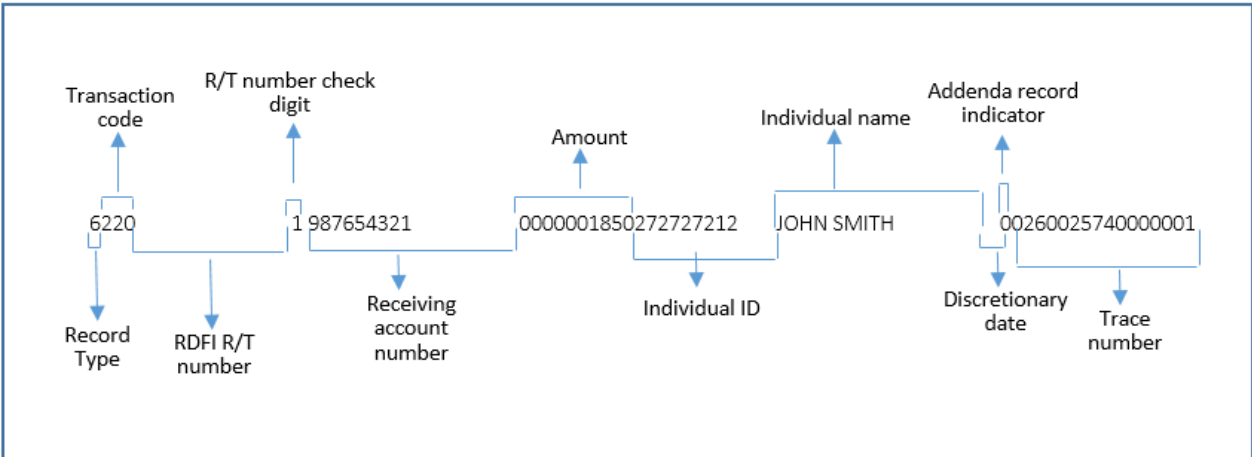 Transaction
code
R/T number check
digit
Amount
Individual name
Addenda record
indicator
6220 1 987654321 0000001850272727212 JOHN SMITH 00260025740000001
Record
Type
RDFI R/T
number
Receiving
account
number
Individual ID
Discretionary
date
Trace
number